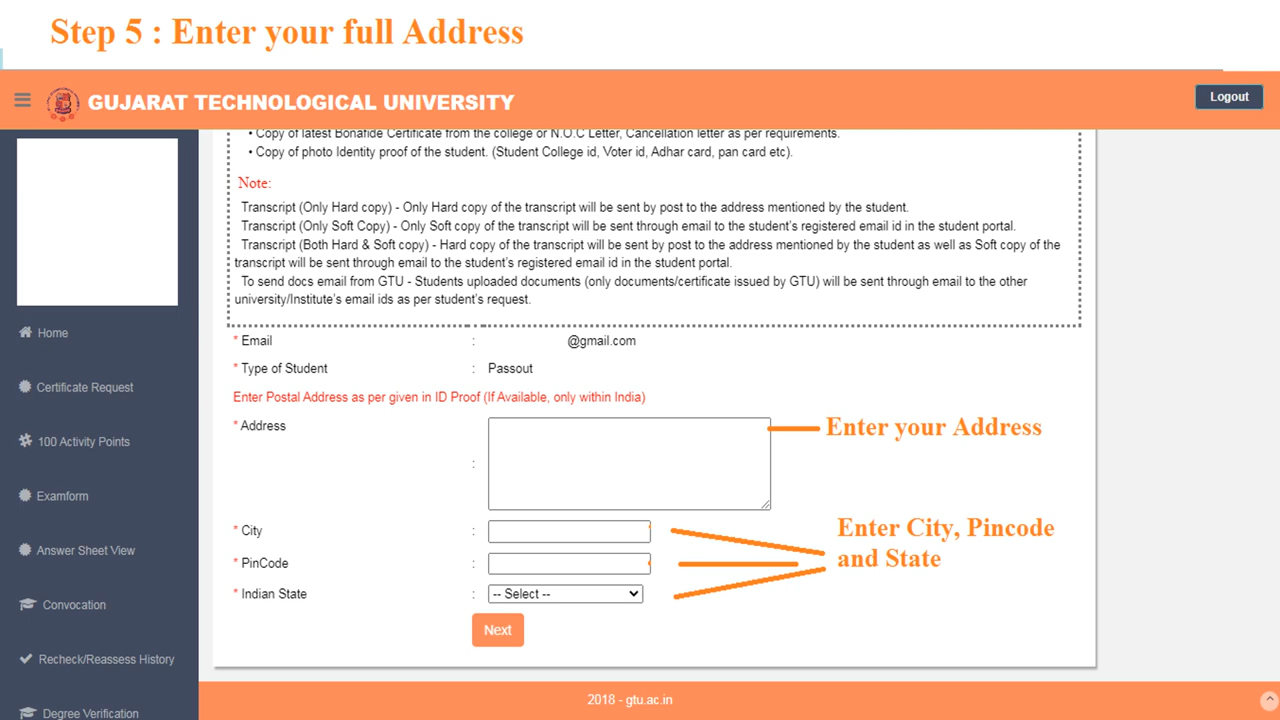 Step 5 : Enter your full Address
GUJARAT TECHNOLOGICAL UNIVERSITY
Logout
• Copy of latest Bonafide Certificate from the college or N.O.C Letter, Cancellation letter as per requirements.
• Copy of photo Identity proof of the student. (Student College id, Voter id, Adhar card, pan card etc).
Note:
Transcript (Only Hard copy) - Only Hard copy of the transcript will be sent by post to the address mentioned by the student.
Transcript (Only Soft Copy) - Only Soft copy of the transcript will be sent through email to the student's registered email id in the student portal.
Transcript (Both Hard & Soft copy) - Hard copy of the transcript will be sent by post to the address mentioned by the student as well as Soft copy of the
transcript will be sent through email to the student's registered email id in the student portal.
To send docs email from GTU - Students uploaded documents (only documents/certificate issued by GTU) will be sent through email to the other
university/Institute's email ids as per student's request.
Home
Certificate Request
100 Activity Points
Examform
Answer Sheet View
Convocation
Recheck/Reassess History
Degree Verification
* Email : @gmail.com
* Type of Student : Passout
Enter Postal Address as per given in ID Proof (If Available, only within India)
* Address :
Enter your Address
* City :
* PinCode :
* Indian State : -- Select --
Enter City, Pincode
and State
Next
2018 - gtu.ac.in